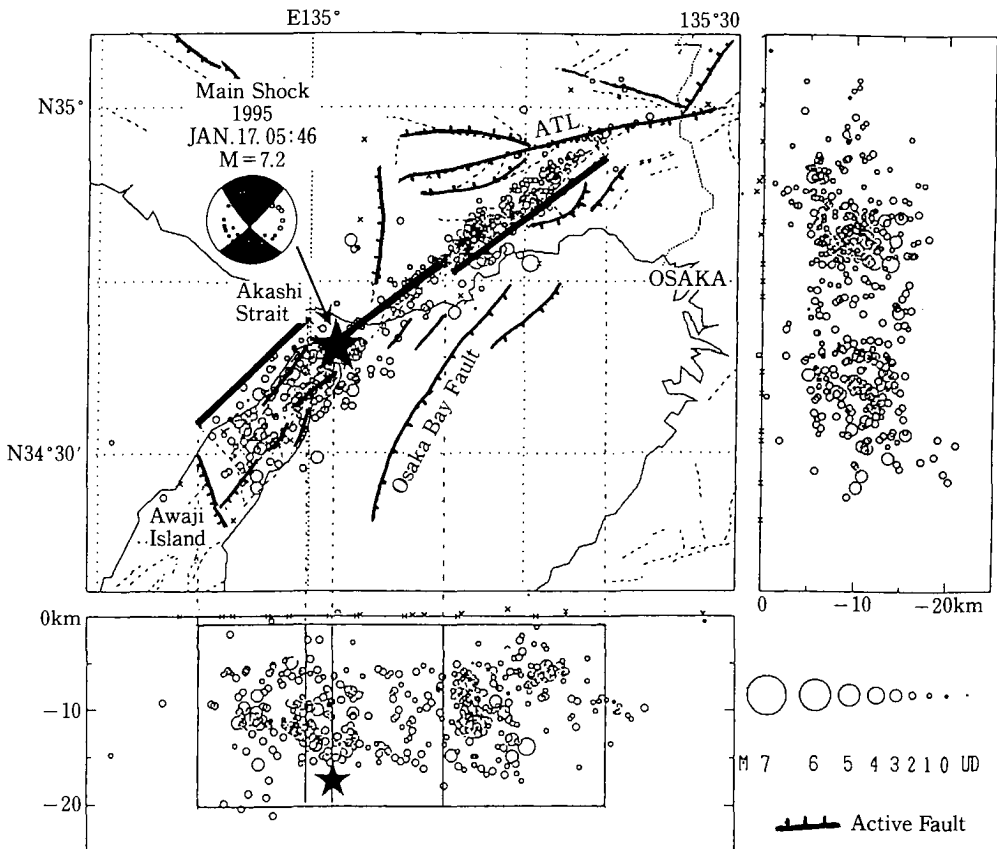 E135°
135°30
N35°
Main Shock
1995
JAN.17.05:46
M=7.2
ATL
Akashi
Strait
OSAKA
Osaka Bay Fault
N34°30'
Awaji
Island
0 -10 -20km
0km
-10
-20
M 7 6 5 4 3 2 1 0 UD
Active Fault